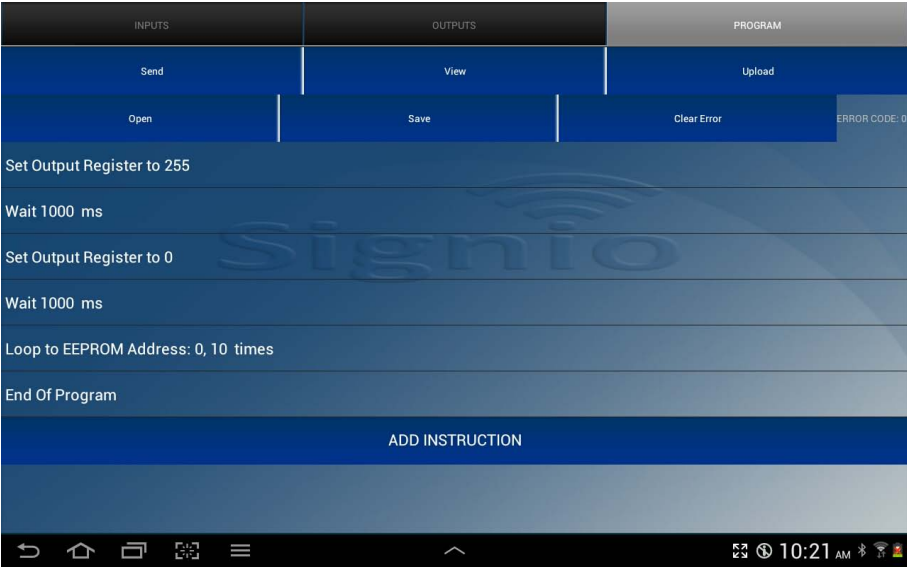 INPUTS
OUTPUTS
PROGRAM
Send
View
Upload
Open
Save
Clear Error
ERROR CODE: 0
Signio
Set Output Register to 255
Wait 1000 ms
Set Output Register to 0
Wait 1000 ms
Loop to EEPROM Address: 0, 10 times
End Of Program
ADD INSTRUCTION
10:21 AM